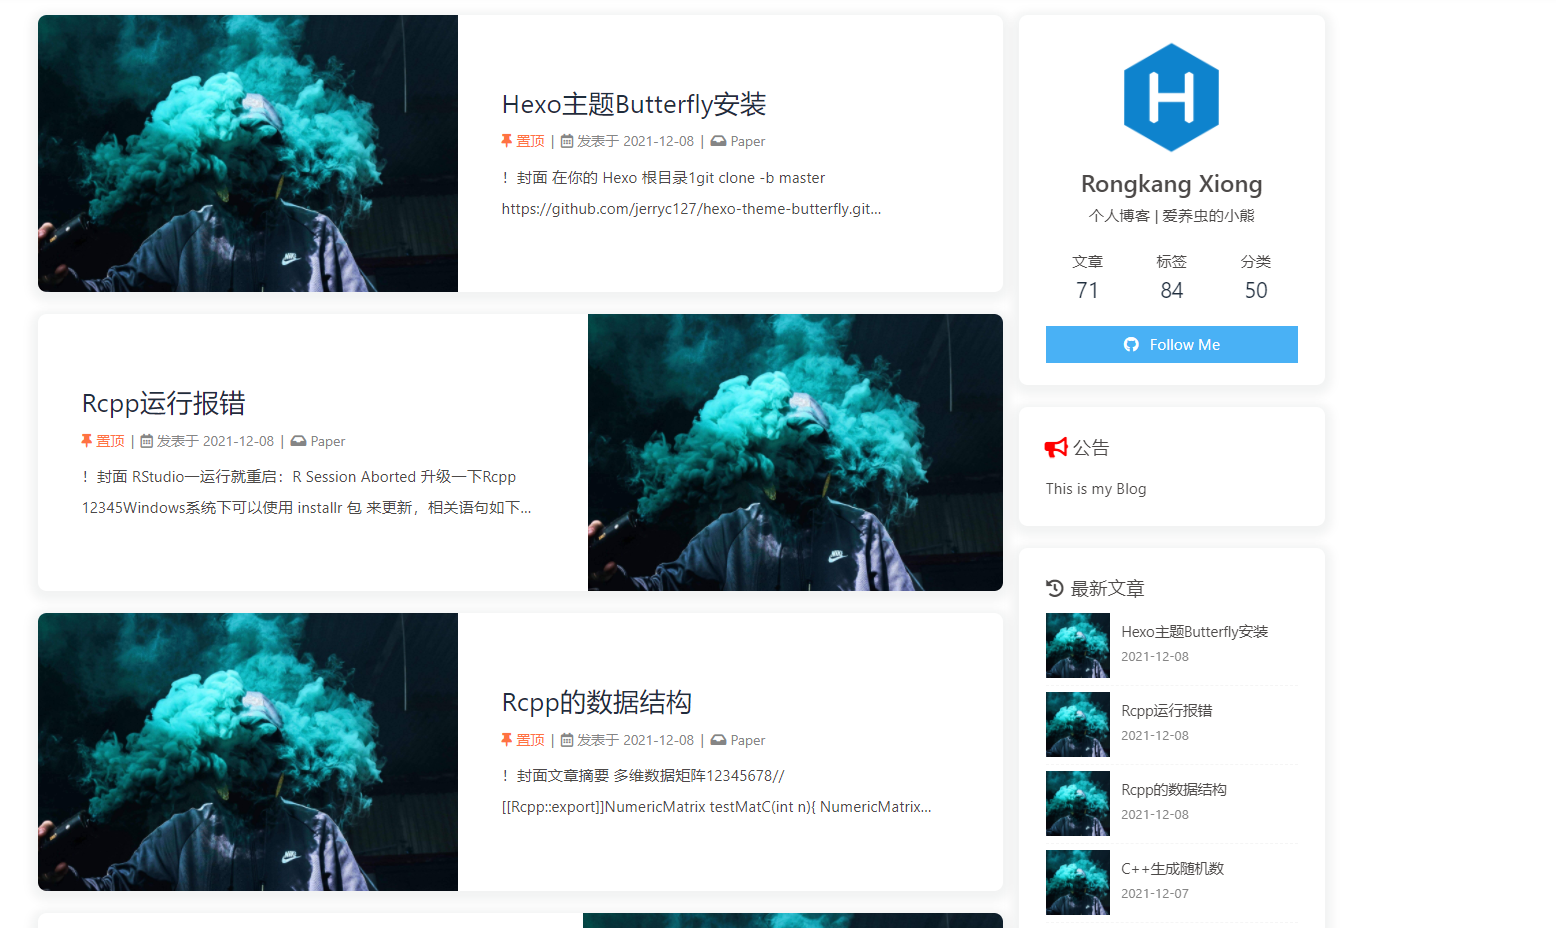 Hexo主题Butterfly安装
置顶 | 发表于 2021-12-08 | Paper
！封面 在你的 Hexo 根目录1git clone -b master
https://github.com/jerryc127/hexo-theme-butterfly.git...
Rcpp运行报错
置顶 | 发表于 2021-12-08 | Paper
！封面 RStudio一运行就重启：R Session Aborted 升级一下Rcpp
12345Windows系统下可以使用 installr 包 来更新，相关语句如下...
Rcpp的数据结构
置顶 | 发表于 2021-12-08 | Paper
！封面文章摘要 多维数据矩阵12345678//
[[Rcpp::export]]NumericMatrix testMatC(int n){ NumericMatrix...
H
Rongkang Xiong
个人博客 | 爱养虫的小熊
文章 标签 分类
71 84 50
Follow Me
公告
This is my Blog
最新文章
Hexo主题Butterfly安装
2021-12-08
Rcpp运行报错
2021-12-08
Rcpp的数据结构
2021-12-08
C++生成随机数
2021-12-07